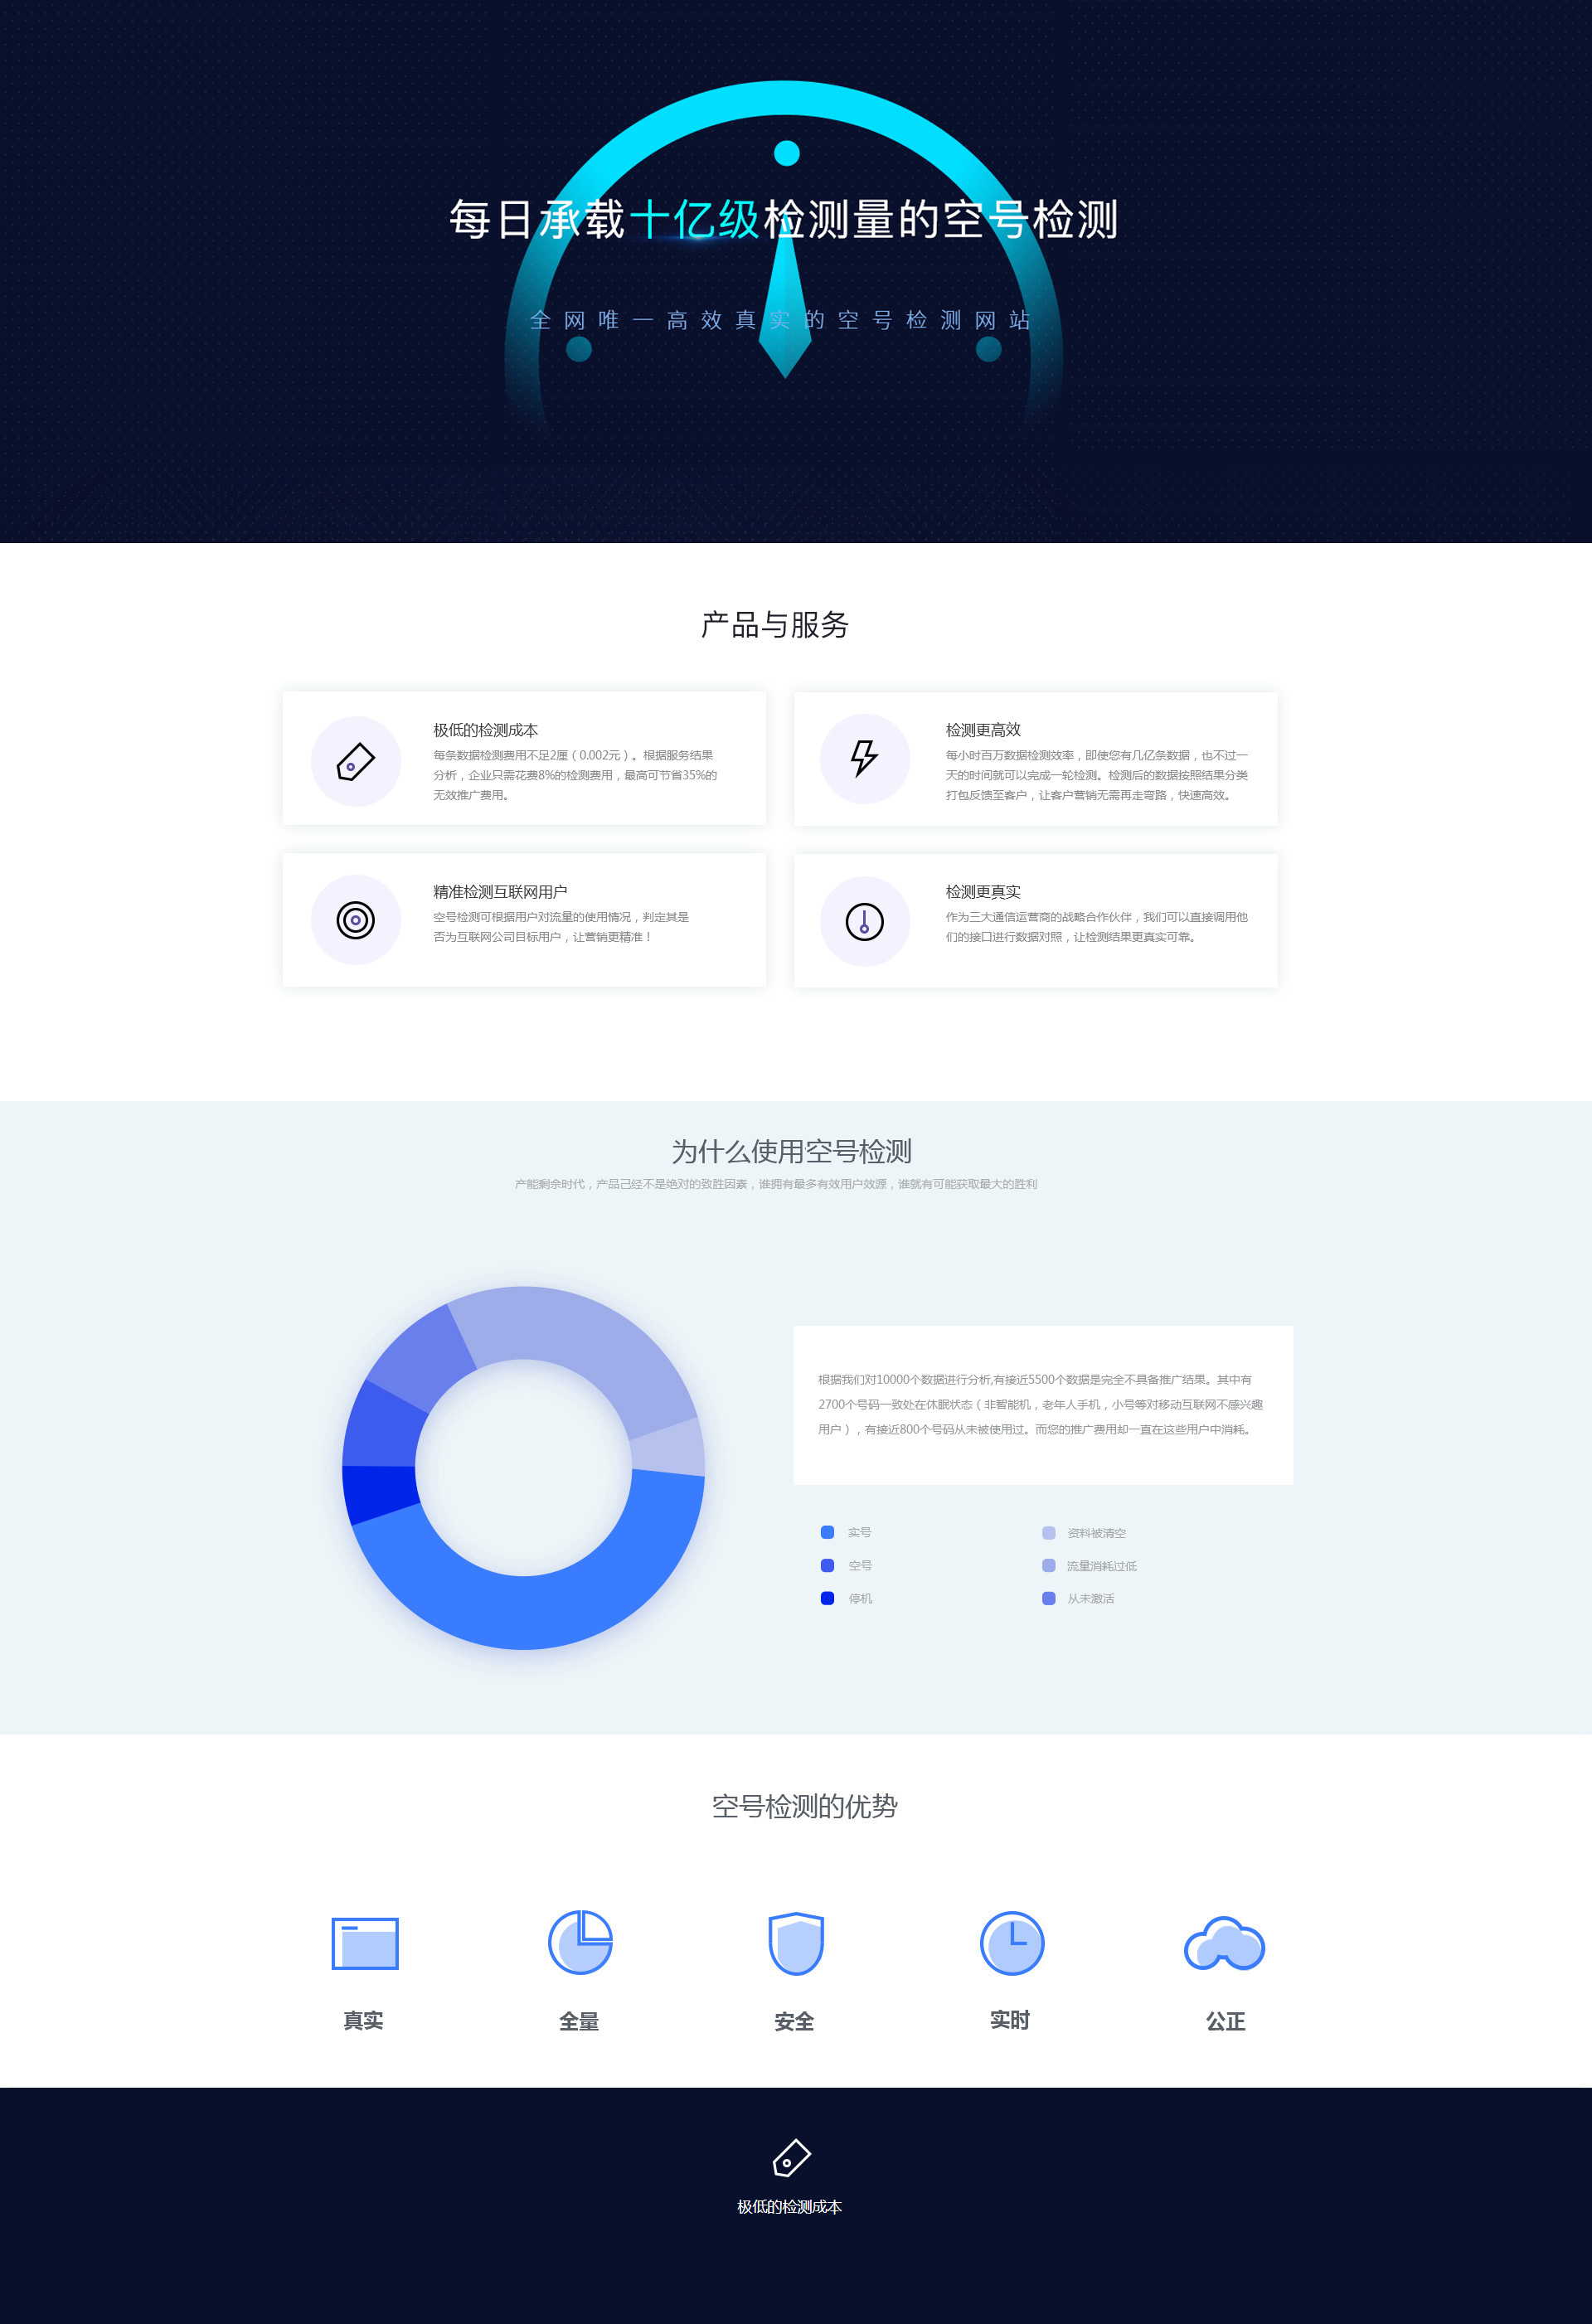 每日承载十亿级检测量的空号检测
全网唯一高效真实的空号检测网站
产品与服务
极低的检测成本
每条数据检测费用不足2厘（0.002元）。根据服务结果
分析，企业只需花费8%的检测费用，最高可节省35%的
无效推广费用。
检测更高效
每小时百万数据检测效率，即使您有几亿条数据，也不过一
天的时间就可以完成一轮检测。检测后的数据按照结果分类
打包反馈至客户，让客户营销无需再走弯路，快速高效。
精准检测互联网用户
空号检测可根据用户对流量的使用情况，判定其是
否为互联网公司目标用户，让营销更精准！
检测更真实
作为三大通信运营商的战略合作伙伴，我们可以直接调用他
们的接口进行数据对照，让检测结果更真实可靠。
为什么使用空号检测
产能剩余时代，产品己经不是绝对的致胜因素，谁拥有最多有效用户效源，谁就有可能获取最大的胜利
根据我们对10000个数据进行分析,有接近5500个数据是完全不具备推广结果。其中有
2700个号码一致处在休眠状态（非智能机，老年人手机，小号等对移动互联网不感兴趣
用户），有接近800个号码从未被使用过。而您的推广费用却一直在这些用户中消耗。
实号
资料被清空
空号
流量消耗过低
停机
从未激活
空号检测的优势
真实
全量
安全
实时
公正
极低的检测成本